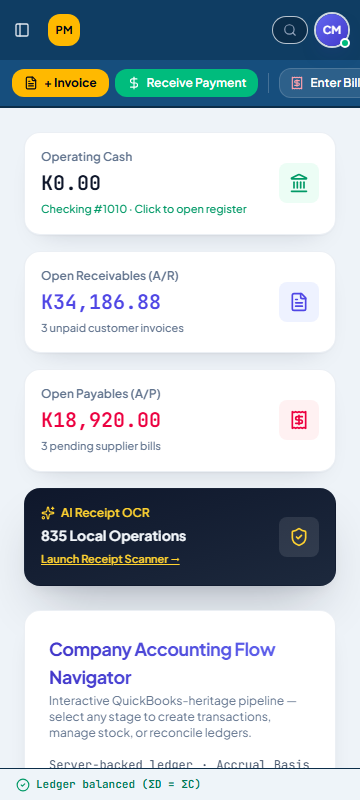 PM
CM
+ Invoice
Receive Payment
Enter Bill
Operating Cash
K0.00
Checking #1010 · Click to open register
Open Receivables (A/R)
K34,186.88
3 unpaid customer invoices
Open Payables (A/P)
K18,920.00
3 pending supplier bills
AI Receipt OCR
835 Local Operations
Launch Receipt Scanner →
Company Accounting Flow
Navigator
Interactive QuickBooks-heritage pipeline —
select any stage to create transactions,
manage stock, or reconcile ledgers.
Server-backed ledger · Accrual Basis
Ledger balanced (ΣD = ΣC)